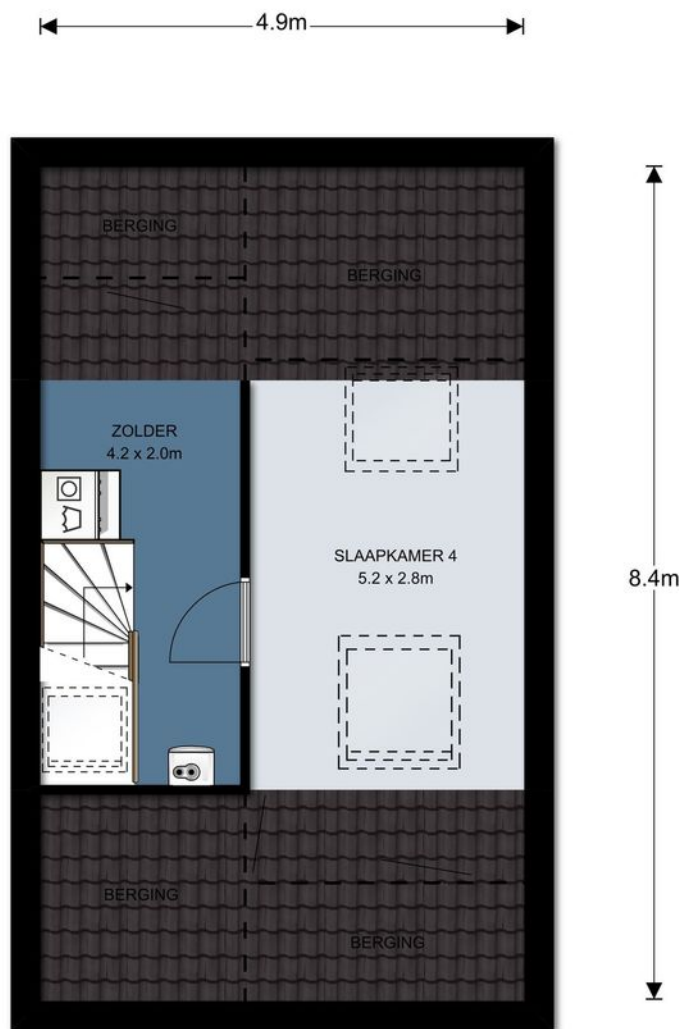 4.9m
BERGING
BERGING
ZOLDER
4.2 x 2.0m
SLAAPKAMER 4
5.2 x 2.8m
8.4m
BERGING
BERGING